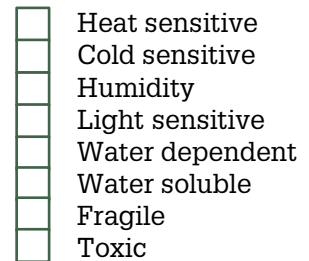 Heat sensitive
Cold sensitive
Humidity
Light sensitive
Water dependent
Water soluble
Fragile
Toxic